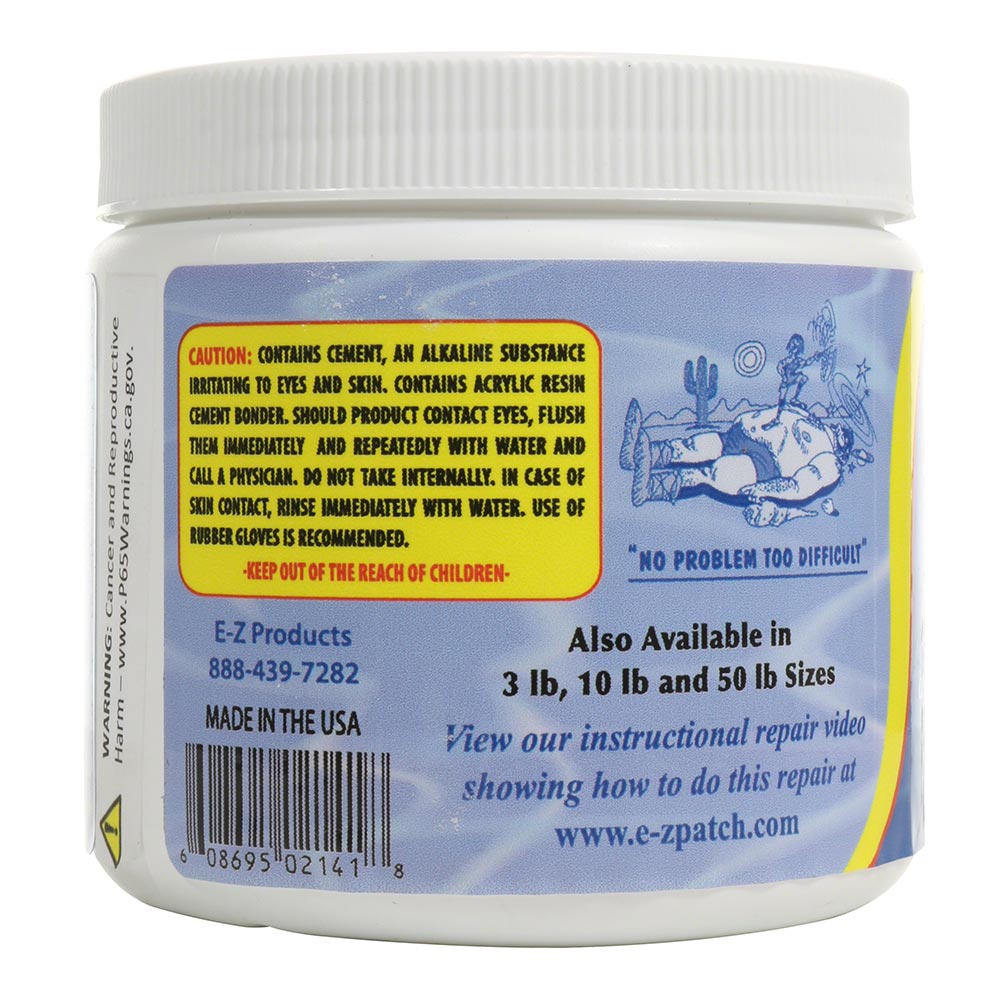 CAUTION: CONTAINS CEMENT, AN ALKALINE SUBSTANCE
IRRITATING TO EYES AND SKIN. CONTAINS ACRYLIC RESIN
CEMENT BONDER. SHOULD PRODUCT CONTACT EYES, FLUSH
THEM IMMEDIATELY AND REPEATEDLY WITH WATER AND
CALL A PHYSICIAN. DO NOT TAKE INTERNALLY. IN CASE OF
SKIN CONTACT, RINSE IMMEDIATELY WITH WATER. USE OF
RUBBER GLOVES IS RECOMMENDED.
-KEEP OUT OF THE REACH OF CHILDREN-
E-Z Products
888-439-7282
MADE IN THE USA
6 08695 02141 8
"NO PROBLEM TOO DIFFICULT"
Also Available in
3 lb, 10 lb and 50 lb Sizes
View our instructional repair video
showing how to do this repair at
www.e-zpatch.com
WARNING: Cancer and Reproductive
Harm – www.P65Warnings.ca.gov.